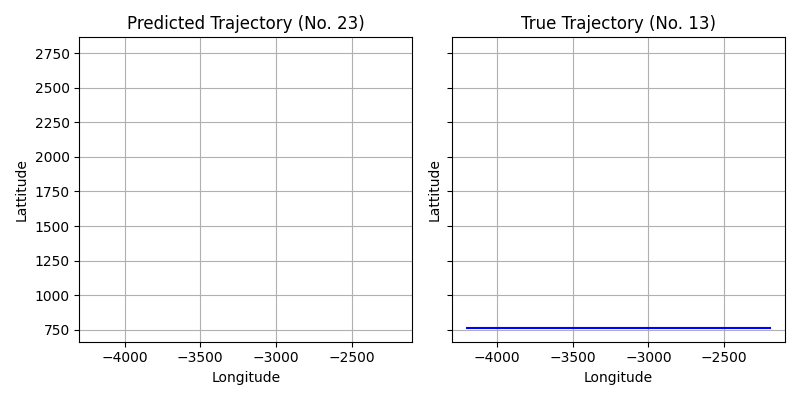 Predicted Trajectory (No. 23)
2750
2500
2250
2000
1750
1500
1250
1000
750
Lattitude
−4000 −3500 −3000 −2500
Longitude
True Trajectory (No. 13)
Lattitude
−4000 −3500 −3000 −2500
Longitude